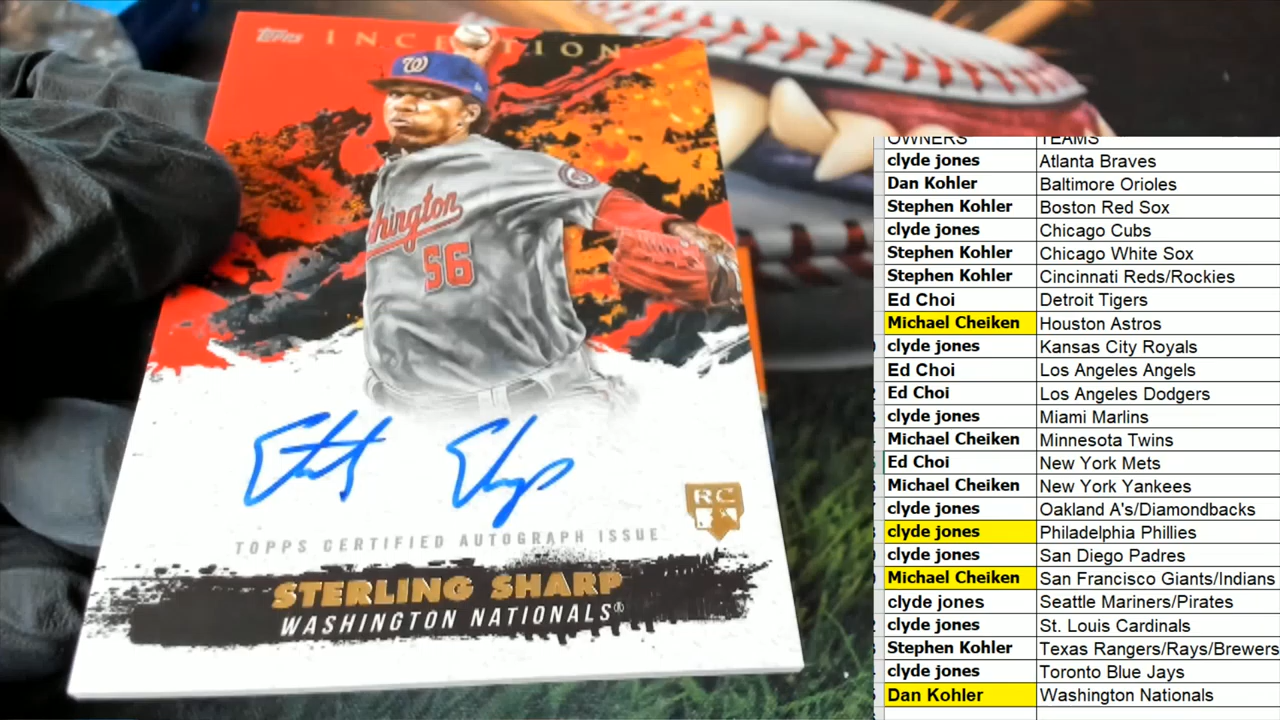 Topps INCEPTION
W
Washington
56
RC
TOPPS CERTIFIED AUTOGRAPH ISSUE
STERLING SHARP
WASHINGTON NATIONALS®
OWNERS TEAMS
clyde jones Atlanta Braves
Dan Kohler Baltimore Orioles
Stephen Kohler Boston Red Sox
clyde jones Chicago Cubs
Stephen Kohler Chicago White Sox
Stephen Kohler Cincinnati Reds/Rockies
Ed Choi Detroit Tigers
Michael Cheiken Houston Astros
clyde jones Kansas City Royals
Ed Choi Los Angeles Angels
Ed Choi Los Angeles Dodgers
clyde jones Miami Marlins
Michael Cheiken Minnesota Twins
Ed Choi New York Mets
Michael Cheiken New York Yankees
clyde jones Oakland A's/Diamondbacks
clyde jones Philadelphia Phillies
clyde jones San Diego Padres
Michael Cheiken San Francisco Giants/Indians
clyde jones Seattle Mariners/Pirates
clyde jones St. Louis Cardinals
Stephen Kohler Texas Rangers/Rays/Brewers
clyde jones Toronto Blue Jays
Dan Kohler Washington Nationals